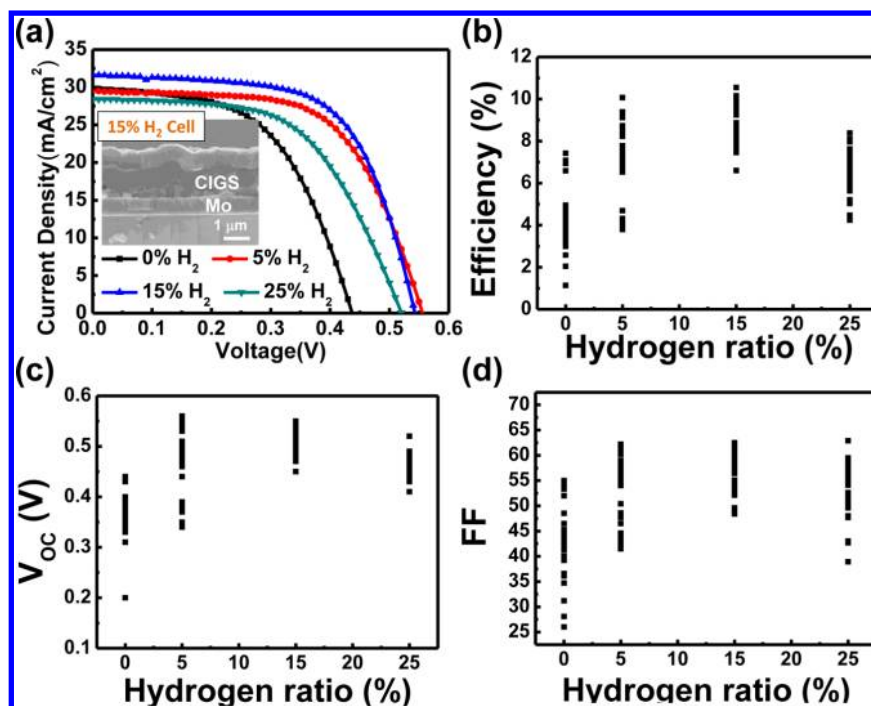 (a)
35
30
25
20
15
10
5
0
Current Density(mA/cm²)
15% H₂ Cell
CIGS
Mo
1 μm
0% H₂
5% H₂
15% H₂
25% H₂
0.0 0.1 0.2 0.3 0.4 0.5 0.6
Voltage(V)
(b)
12
10
8
6
4
2
0
Efficiency (%)
0 5 10 15 20 25
Hydrogen ratio (%)
(c)
0.6
0.5
0.4
0.3
0.2
0.1
V_OC (V)
0 5 10 15 20 25
Hydrogen ratio (%)
(d)
70
65
60
55
50
45
40
35
30
25
FF
0 5 10 15 20 25
Hydrogen ratio (%)